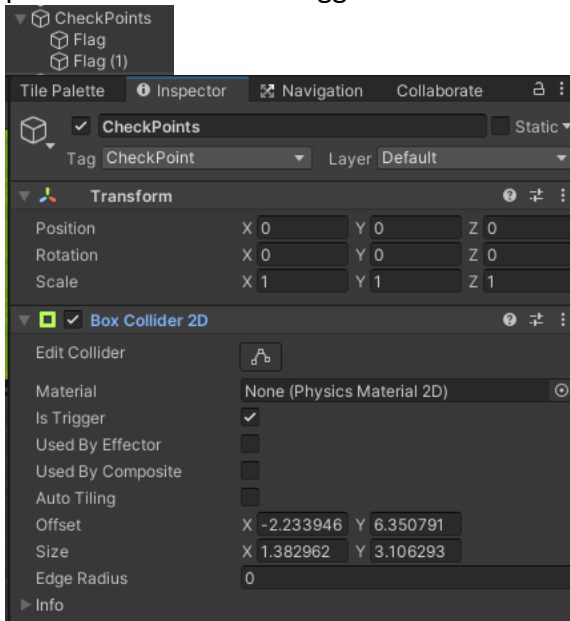 CheckPoints
Flag
Flag (1)
Tile Palette Inspector Navigation Collaborate
CheckPoints Static
Tag CheckPoint Layer Default
Transform
Position X 0 Y 0 Z 0
Rotation X 0 Y 0 Z 0
Scale X 1 Y 1 Z 1
Box Collider 2D
Edit Collider
Material None (Physics Material 2D)
Is Trigger
Used By Effector
Used By Composite
Auto Tiling
Offset X -2.233946 Y 6.350791
Size X 1.382962 Y 3.106293
Edge Radius 0
Info